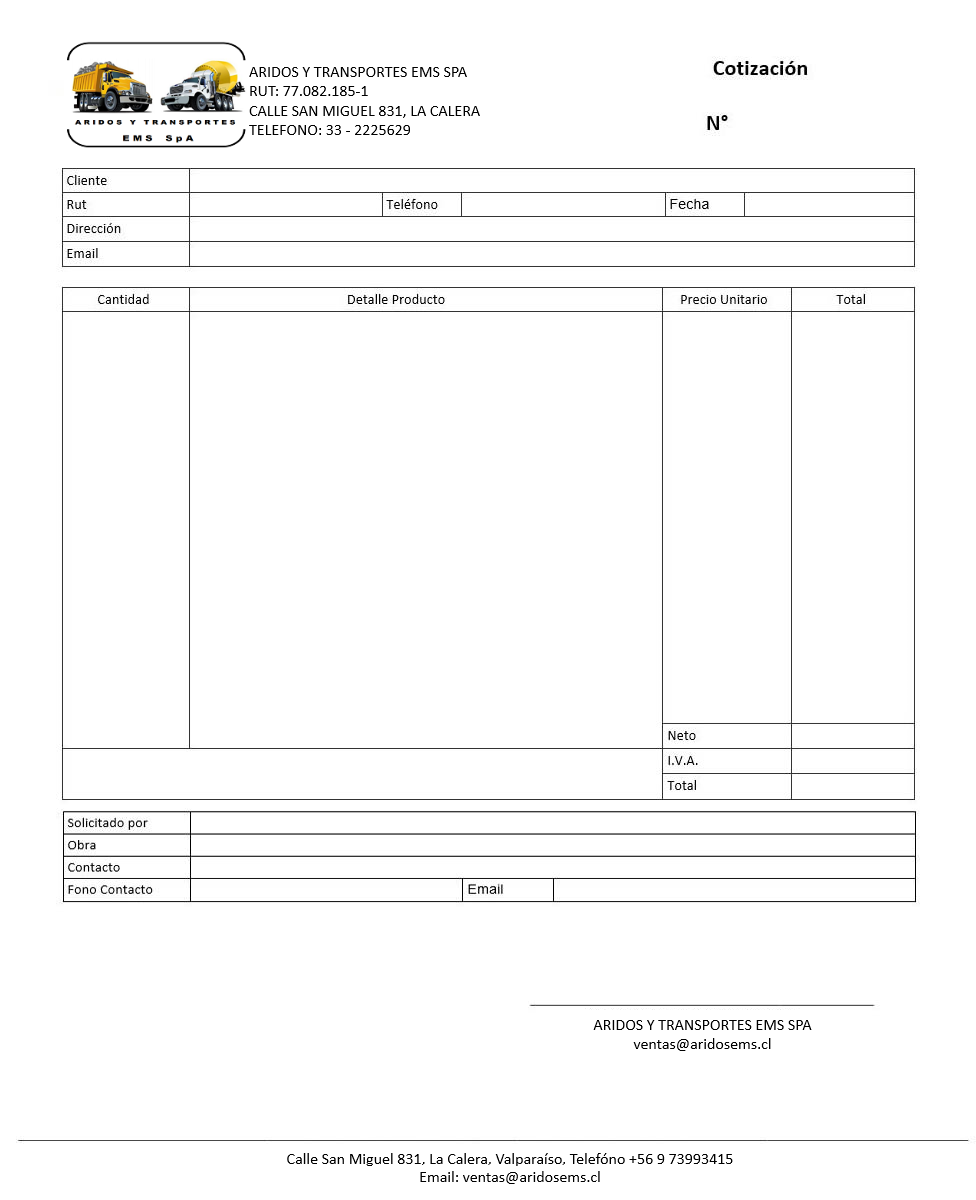 ARIDOS Y TRANSPORTES
EMS SpA
ARIDOS Y TRANSPORTES EMS SPA
RUT: 77.082.185-1
CALLE SAN MIGUEL 831, LA CALERA
TELEFONO: 33 - 2225629
Cotización
N°
Cliente
Rut Teléfono Fecha
Dirección
Email
Cantidad Detalle Producto Precio Unitario Total
Neto
I.V.A.
Total
Solicitado por
Obra
Contacto
Fono Contacto Email
ARIDOS Y TRANSPORTES EMS SPA
ventas@aridosems.cl
Calle San Miguel 831, La Calera, Valparaíso, Telefóno +56 9 73993415
Email: ventas@aridosems.cl